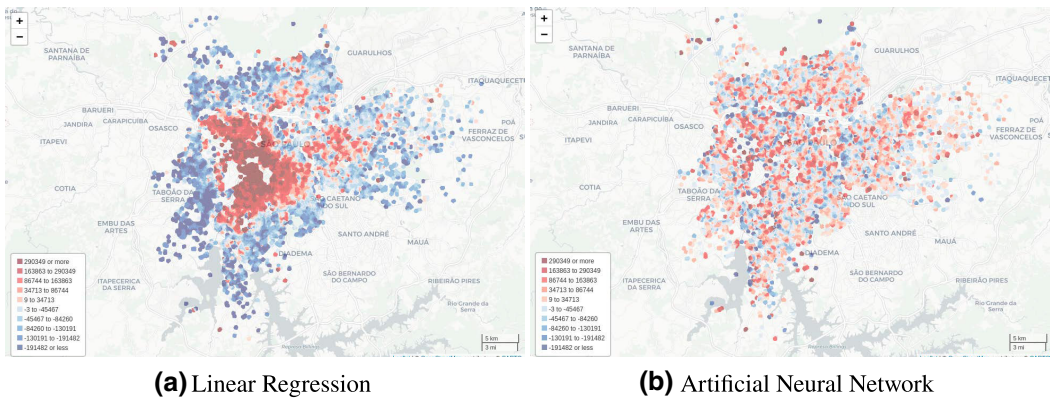 +
−
SANTANA DE
PARNAÍBA
GUARULHOS
ITAQUAQUECET
BARUERI
JANDIRA
CARAPICUÍBA
OSASCO
POÁ
FERRAZ DE
VASCONCELOS
ITAPEVI
COTIA
TABOÃO DA
SERRA
CAETANO
DO SUL
EMBU DAS
ARTES
SANTO ANDRÉ
MAUÁ
DIADEMA
ITAPECERICA
DA SERRA
SÃO BERNARDO
DO CAMPO
RIBEIRÃO PIRES
Rio Grande da
Serra
290349 or more
163863 to 290349
86744 to 163863
34713 to 86744
9 to 34713
-3 to -45467
-45467 to -84260
-84260 to -130191
-130191 to -191482
-191482 or less
5 km
3 mi
(a) Linear Regression
+
−
SANTANA DE
PARNAÍBA
GUARULHOS
ITAQUAQUECET
BARUERI
JANDIRA
CARAPICUÍBA
OSASCO
POÁ
FERRAZ DE
VASCONCELOS
ITAPEVI
COTIA
TABOÃO DA
SERRA
CAETANO
DO SUL
EMBU DAS
ARTES
SANTO ANDRÉ
MAUÁ
DIADEMA
ITAPECERICA
DA SERRA
SÃO BERNARDO
DO CAMPO
RIBEIRÃO PIRES
Rio Grande da
Serra
290349 or more
163863 to 290349
86744 to 163863
34713 to 86744
9 to 34713
-3 to -45467
-45467 to -84260
-84260 to -130191
-130191 to -191482
-191482 or less
5 km
3 mi
(b) Artificial Neural Network